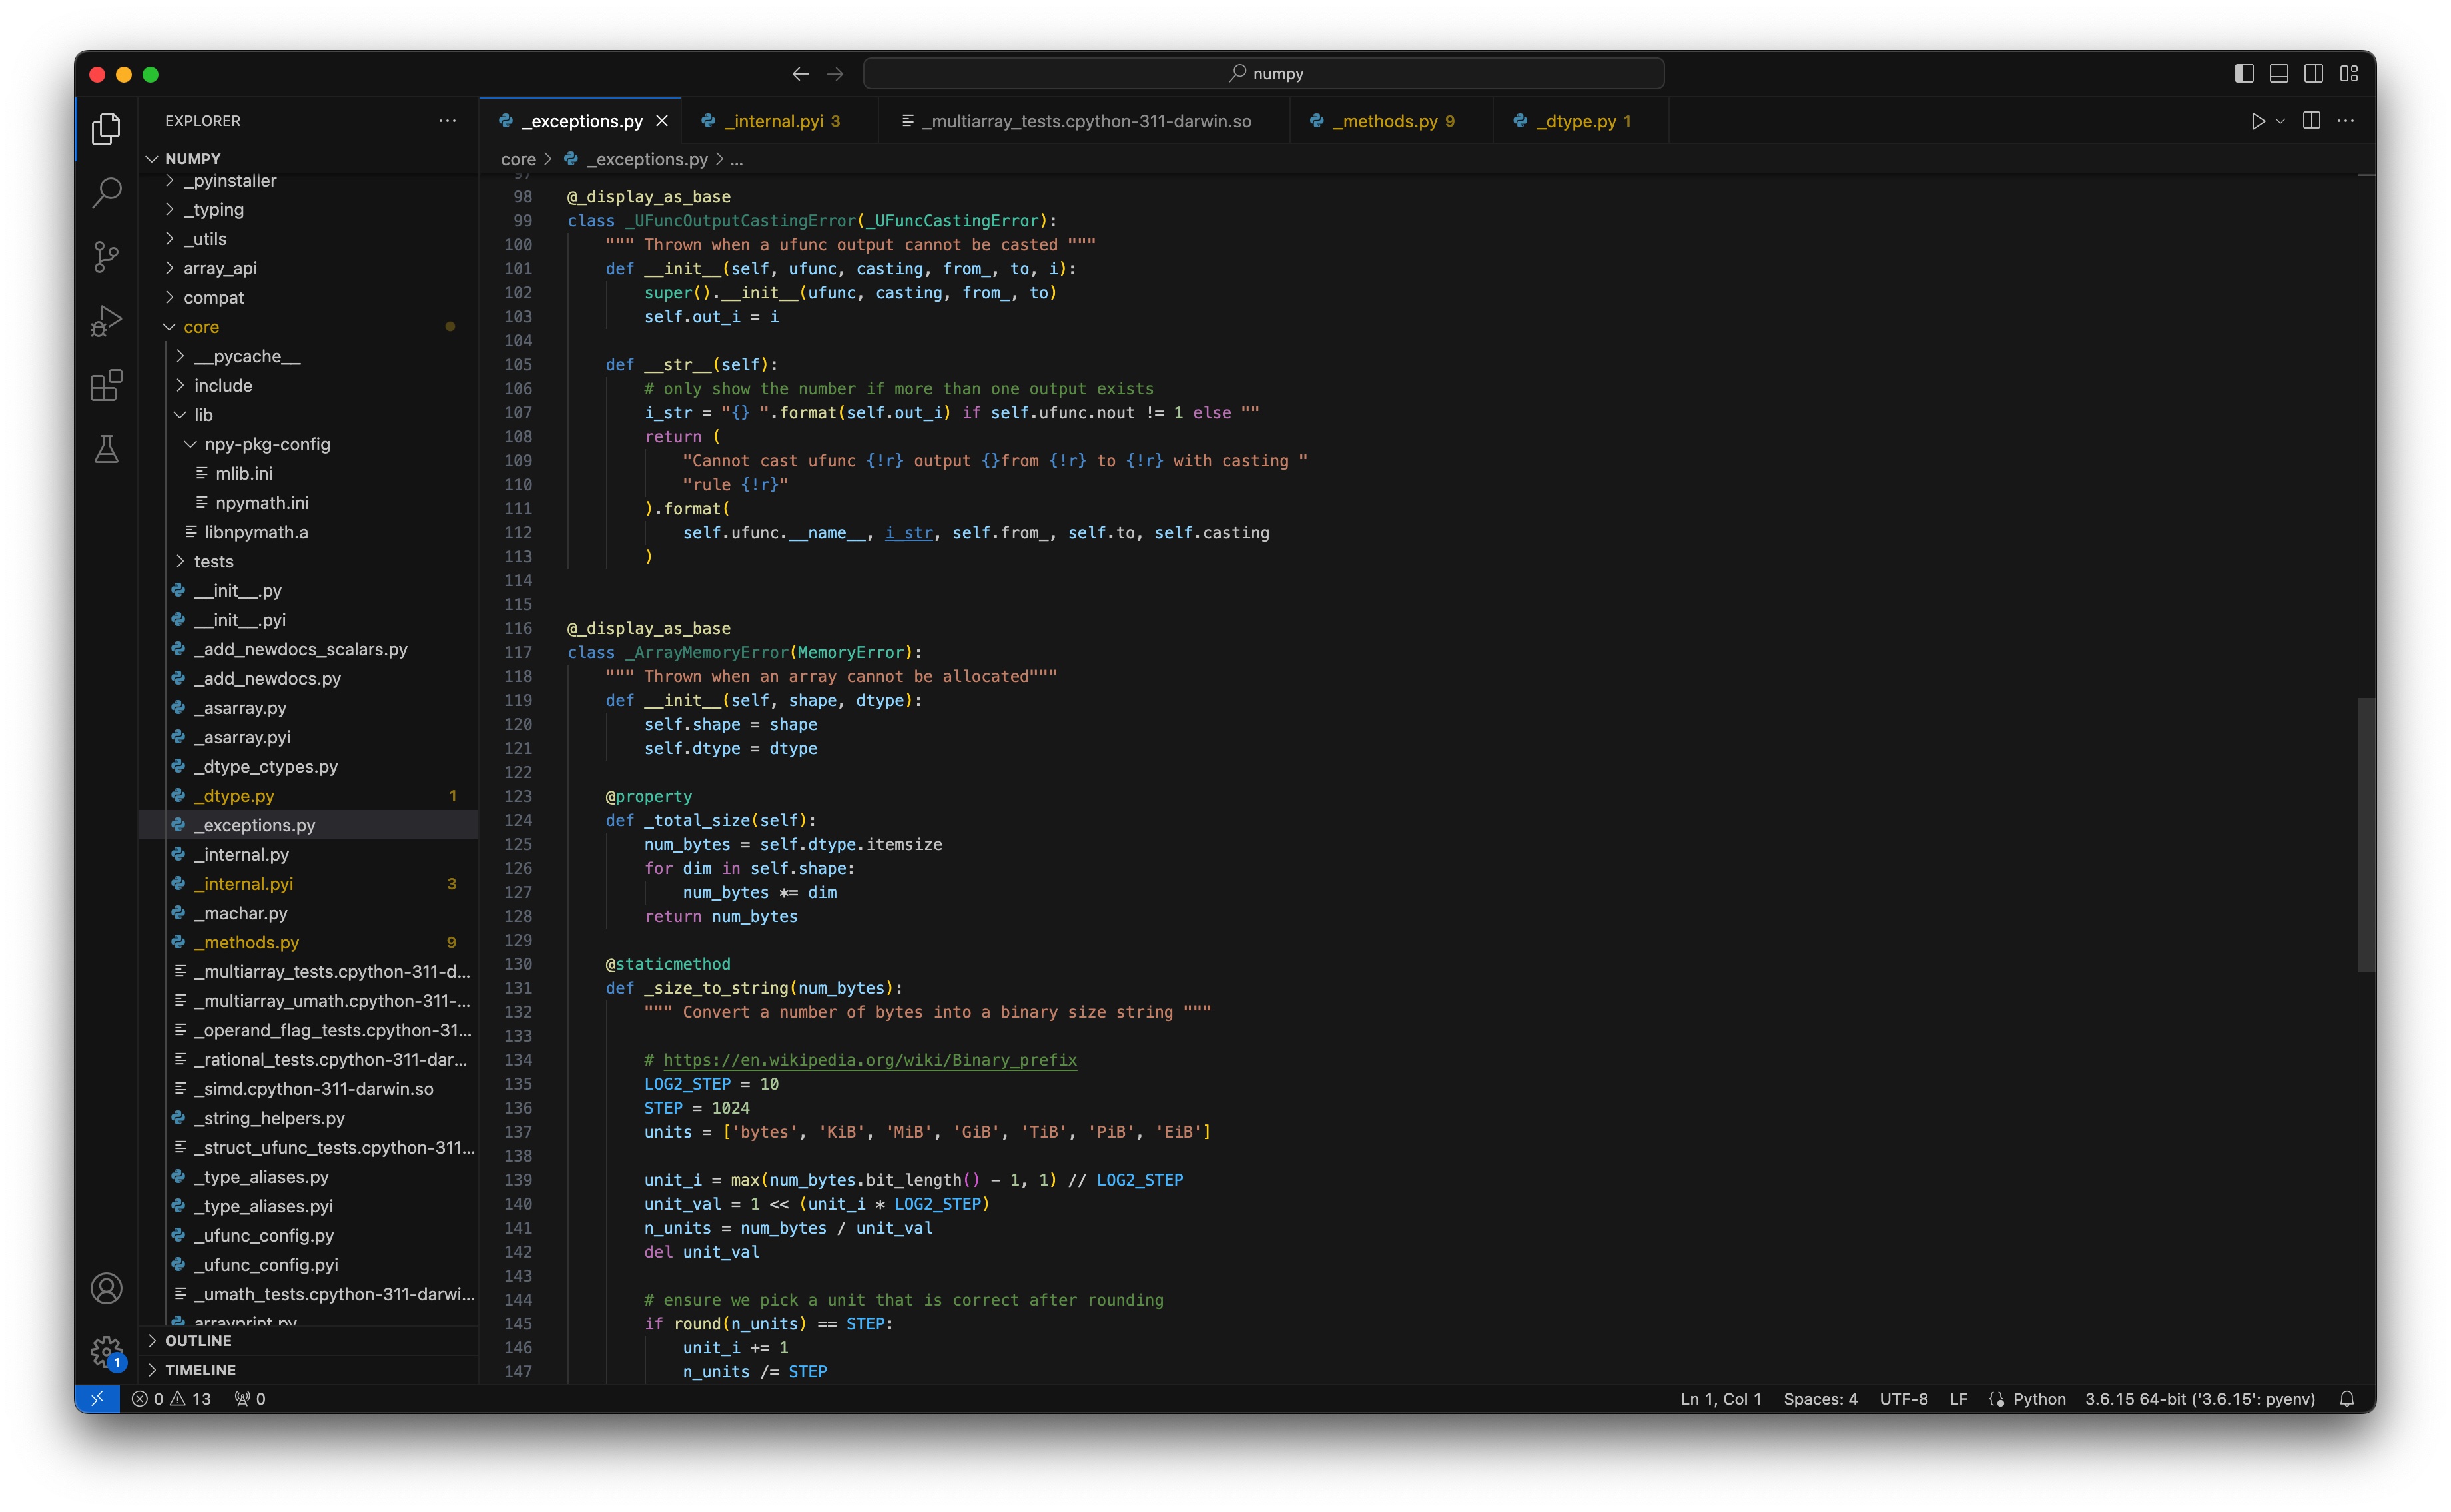 numpy
EXPLORER
NUMPY
_pyinstaller
_typing
_utils
array_api
compat
core
__pycache__
include
lib
npy-pkg-config
mlib.ini
npymath.ini
libnpymath.a
tests
__init__.py
__init__.pyi
_add_newdocs_scalars.py
_add_newdocs.py
_asarray.py
_asarray.pyi
_dtype_ctypes.py
_dtype.py 1
_exceptions.py
_internal.py
_internal.pyi 3
_machar.py
_methods.py 9
_multiarray_tests.cpython-311-d...
_multiarray_umath.cpython-311-...
_operand_flag_tests.cpython-31...
_rational_tests.cpython-311-dar...
_simd.cpython-311-darwin.so
_string_helpers.py
_struct_ufunc_tests.cpython-311...
_type_aliases.py
_type_aliases.pyi
_ufunc_config.py
_ufunc_config.pyi
_umath_tests.cpython-311-darwi...
arrayprint.py
OUTLINE
TIMELINE
1
_exceptions.py _internal.pyi 3 _multiarray_tests.cpython-311-darwin.so _methods.py 9 _dtype.py 1
core > _exceptions.py > ...
97
98 @_display_as_base
99 class _UFuncOutputCastingError(_UFuncCastingError):
100     """ Thrown when a ufunc output cannot be casted """
101     def __init__(self, ufunc, casting, from_, to, i):
102         super().__init__(ufunc, casting, from_, to)
103         self.out_i = i
104
105     def __str__(self):
106         # only show the number if more than one output exists
107         i_str = "{} ".format(self.out_i) if self.ufunc.nout != 1 else ""
108         return (
109             "Cannot cast ufunc {!r} output {}from {!r} to {!r} with casting "
110             "rule {!r}"
111         ).format(
112             self.ufunc.__name__, i_str, self.from_, self.to, self.casting
113         )
114
115
116 @_display_as_base
117 class _ArrayMemoryError(MemoryError):
118     """ Thrown when an array cannot be allocated"""
119     def __init__(self, shape, dtype):
120         self.shape = shape
121         self.dtype = dtype
122
123     @property
124     def _total_size(self):
125         num_bytes = self.dtype.itemsize
126         for dim in self.shape:
127             num_bytes *= dim
128         return num_bytes
129
130     @staticmethod
131     def _size_to_string(num_bytes):
132         """ Convert a number of bytes into a binary size string """
133
134         # https://en.wikipedia.org/wiki/Binary_prefix
135         LOG2_STEP = 10
136         STEP = 1024
137         units = ['bytes', 'KiB', 'MiB', 'GiB', 'TiB', 'PiB', 'EiB']
138
139         unit_i = max(num_bytes.bit_length() - 1, 1) // LOG2_STEP
140         unit_val = 1 << (unit_i * LOG2_STEP)
141         n_units = num_bytes / unit_val
142         del unit_val
143
144         # ensure we pick a unit that is correct after rounding
145         if round(n_units) == STEP:
146             unit_i += 1
147             n_units /= STEP
0 13 0 Ln 1, Col 1 Spaces: 4 UTF-8 LF Python 3.6.15 64-bit ('3.6.15': pyenv)